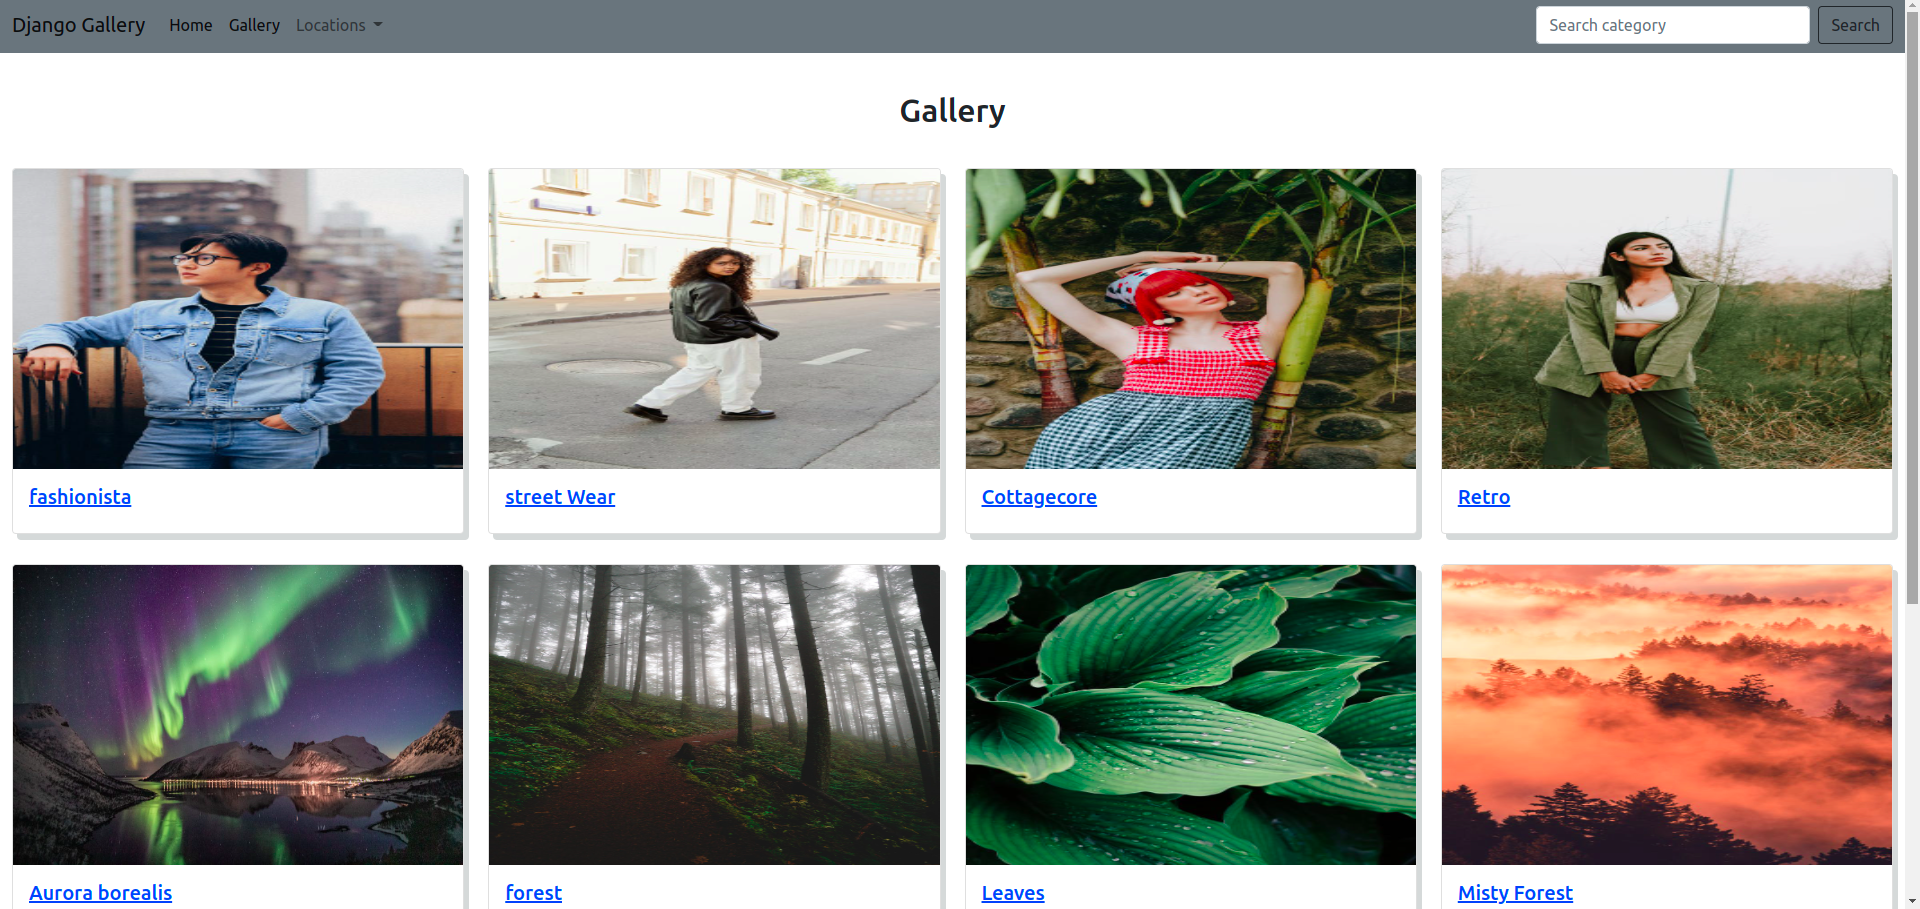 Django Gallery Home Gallery Locations Search category Search
Gallery
fashionista street Wear Cottagecore Retro
Aurora borealis forest Leaves Misty Forest